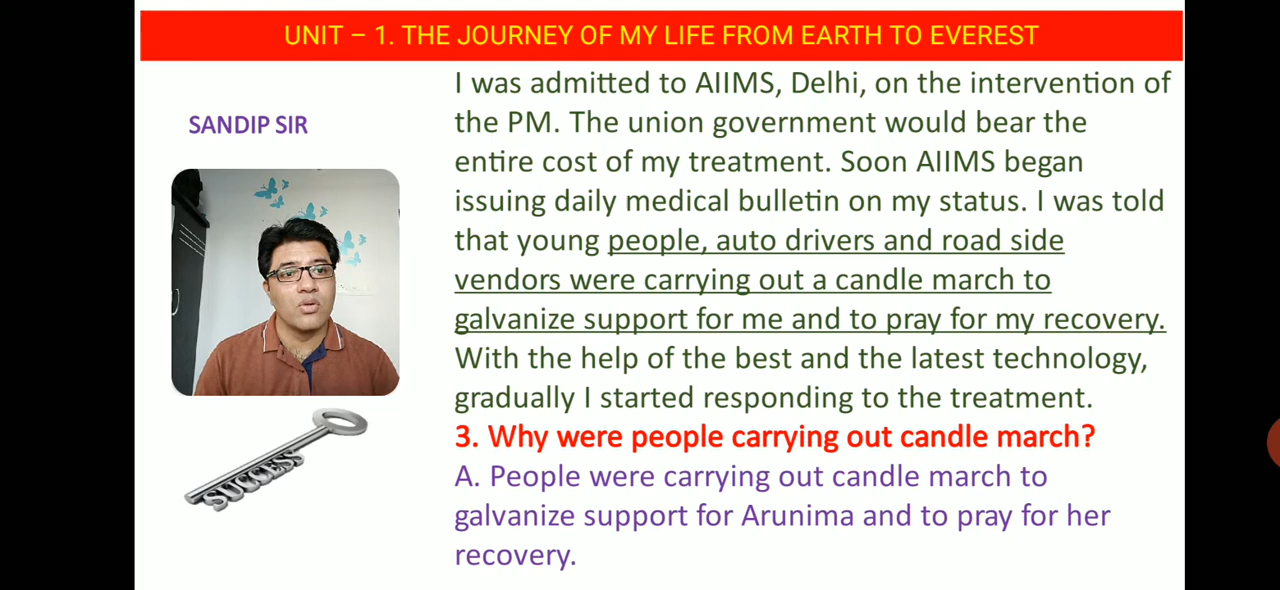 UNIT – 1. THE JOURNEY OF MY LIFE FROM EARTH TO EVEREST
SANDIP SIR
SUCCESS
I was admitted to AIIMS, Delhi, on the intervention of
the PM. The union government would bear the
entire cost of my treatment. Soon AIIMS began
issuing daily medical bulletin on my status. I was told
that young people, auto drivers and road side
vendors were carrying out a candle march to
galvanize support for me and to pray for my recovery.
With the help of the best and the latest technology,
gradually I started responding to the treatment.
3. Why were people carrying out candle march?
A. People were carrying out candle march to
galvanize support for Arunima and to pray for her
recovery.